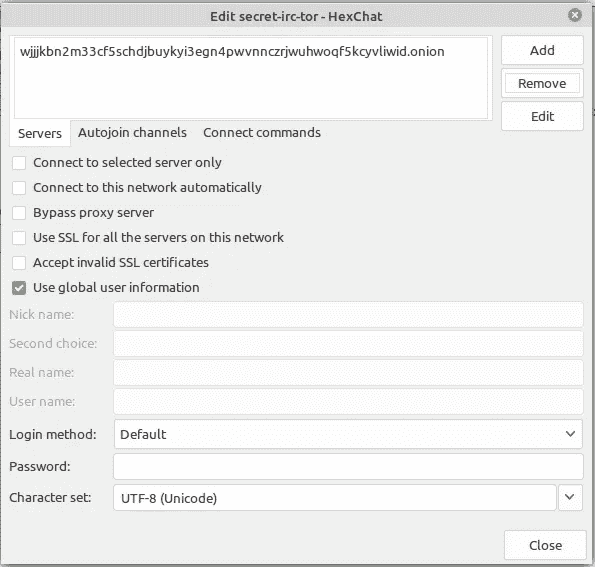 Edit secret-irc-tor - HexChat
wjjjkbn2m33cf5schdjbuykyi3egn4pwvnnczrjwuhwoqf5kcyvliwid.onion
Add
Remove
Edit
Servers Autojoin channels Connect commands
Connect to selected server only
Connect to this network automatically
Bypass proxy server
Use SSL for all the servers on this network
Accept invalid SSL certificates
Use global user information
Nick name:
Second choice:
Real name:
User name:
Login method: Default
Password:
Character set: UTF-8 (Unicode)
Close